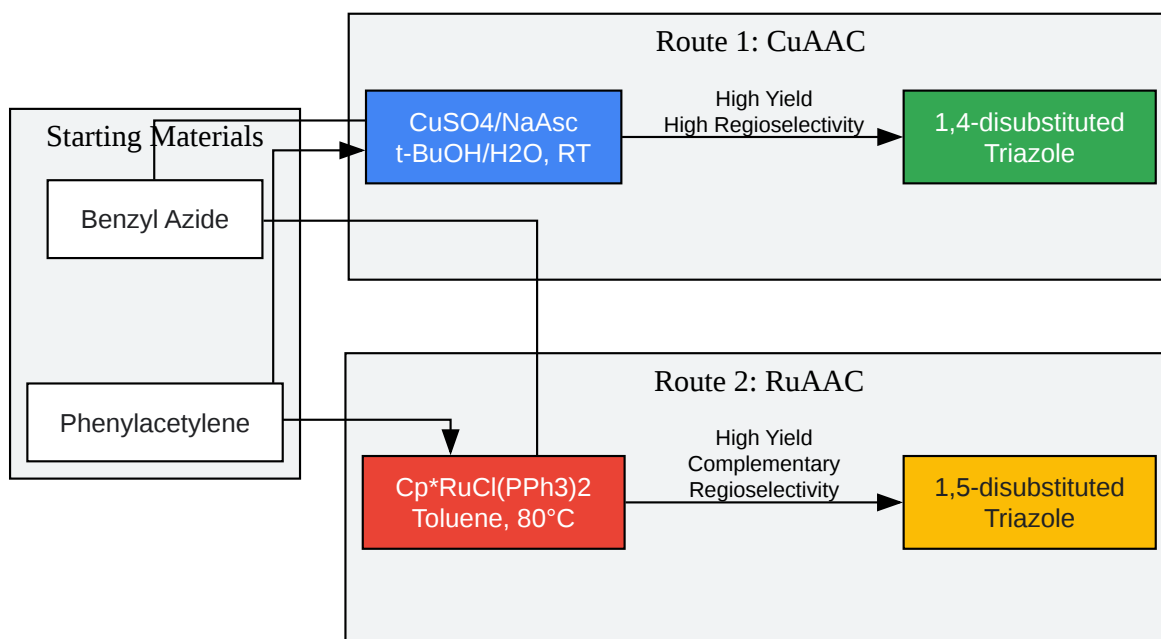 Starting Materials
Benzyl Azide
Phenylacetylene
Route 1: CuAAC
CuSO4/NaAsc
t-BuOH/H2O, RT
High Yield
High Regioselectivity
1,4-disubstituted
Triazole
Route 2: RuAAC
Cp*RuCl(PPh3)2
Toluene, 80°C
High Yield
Complementary
Regioselectivity
1,5-disubstituted
Triazole